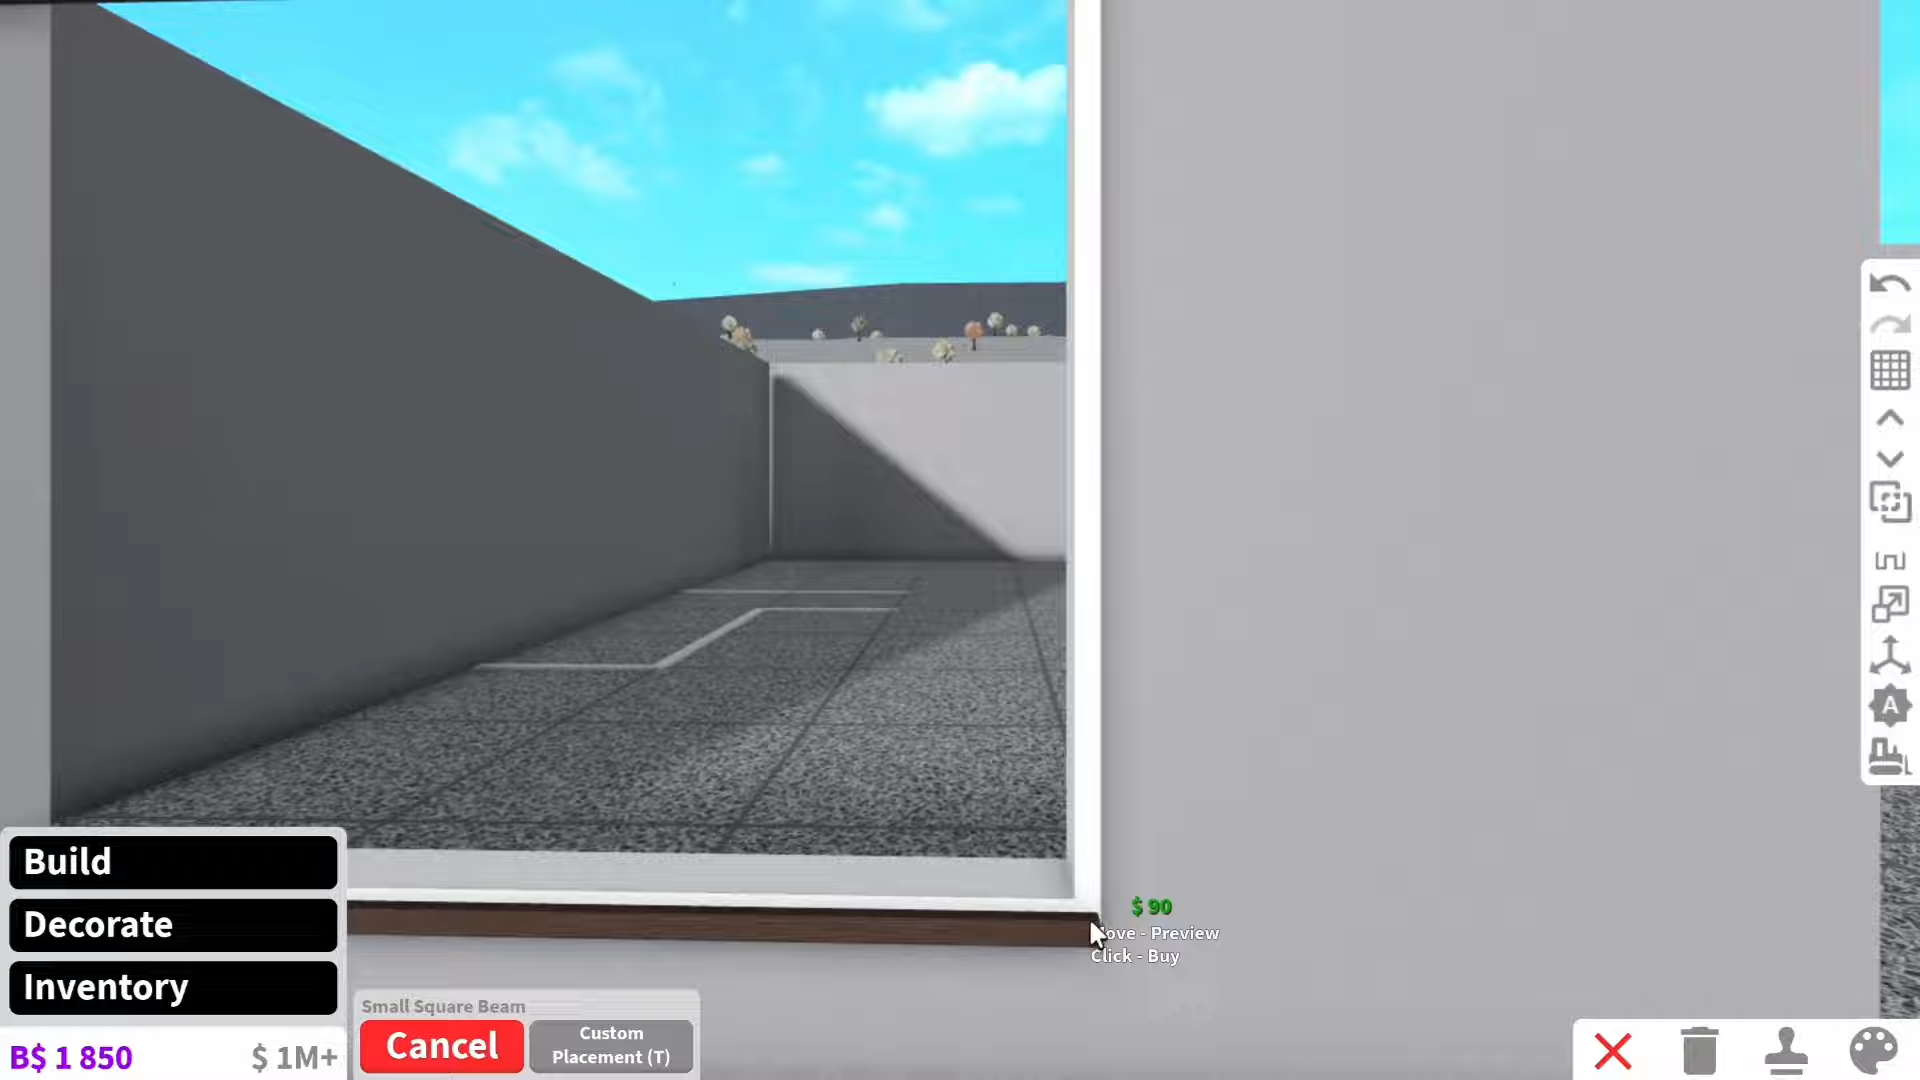 Build
Decorate
Inventory
B$ 1 850
$ 1M+
Small Square Beam
Cancel
Custom
Placement (T)
$ 90
ove - Preview
Click - Buy
A